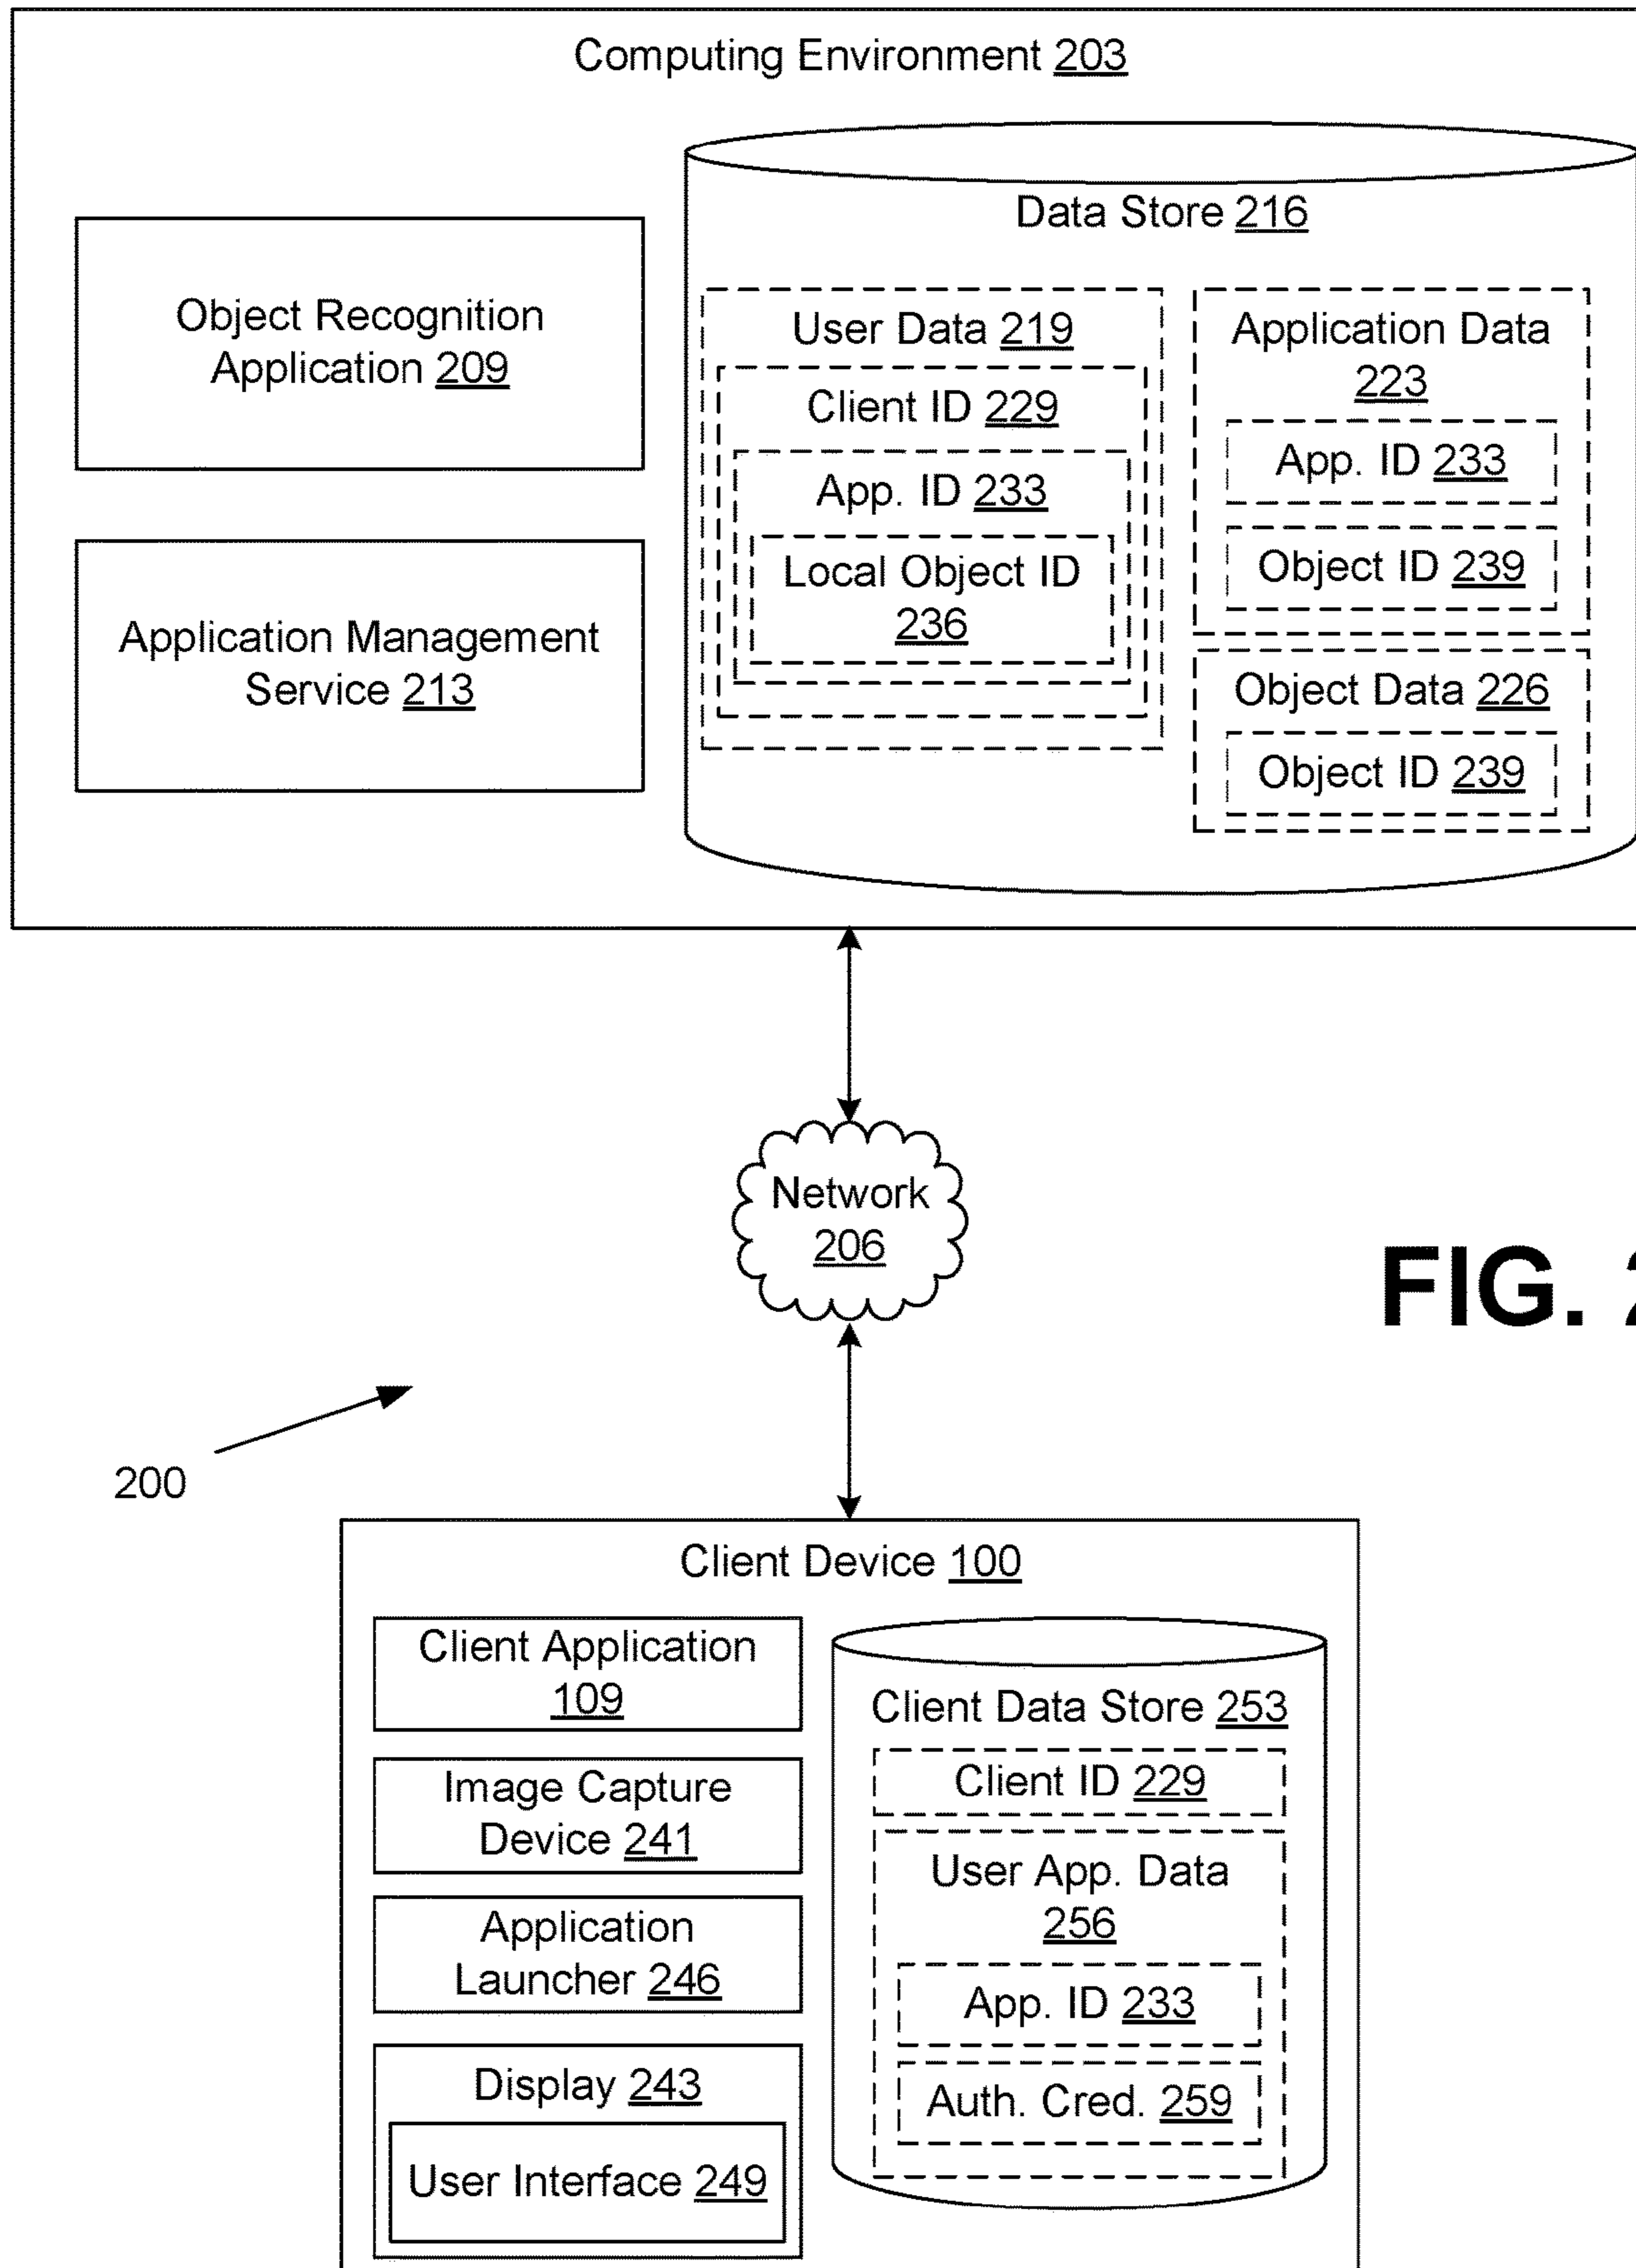 Computing Environment 203
Data Store 216
Object Recognition
Application 209
Application Management
Service 213
User Data 219
Client ID 229
App. ID 233
Local Object ID
236
Application Data
223
App. ID 233
Object ID 239
Object Data 226
Object ID 239
Network
206
FIG. 2
200
Client Device 100
Client Application
109
Image Capture
Device 241
Application
Launcher 246
Display 243
User Interface 249
Client Data Store 253
Client ID 229
User App. Data
256
App. ID 233
Auth. Cred. 259